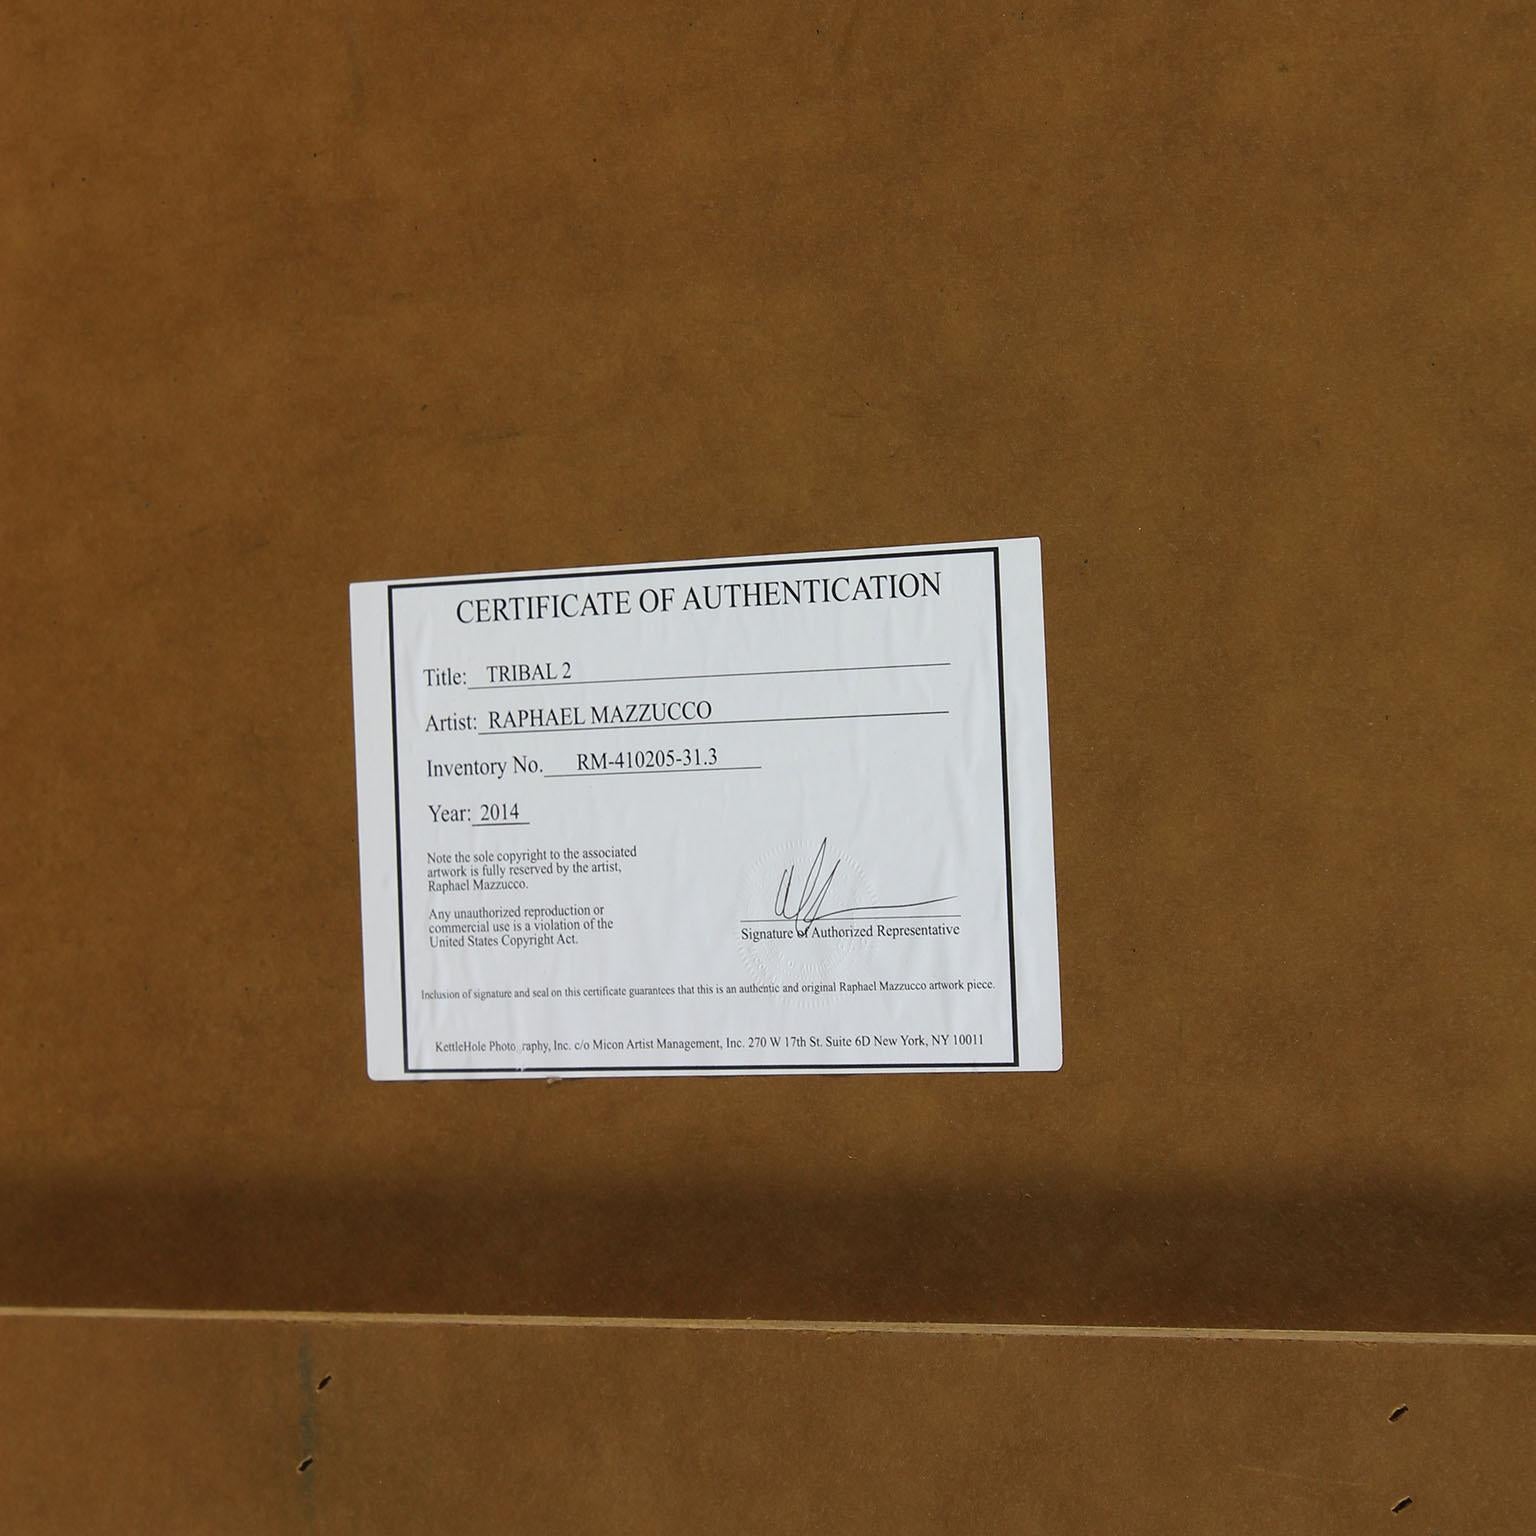 CERTIFICATE OF AUTHENTICATION
Title: TRIBAL 2
Artist: RAPHAEL MAZZUCCO
Inventory No. RM-410205-31.3
Year: 2014
Note the sole copyright to the associated
artwork is fully reserved by the artist,
Raphael Mazzucco.
Any unauthorized reproduction or
commercial use is a violation of the
United States Copyright Act.
Signature of Authorized Representative
Inclusion of signature and seal on this certificate guarantees that this is an authentic and original Raphael Mazzucco artwork piece.
KettleHole Photo raphy, Inc. c/o Micon Artist Management, Inc. 270 W 17th St. Suite 6D New York, NY 10011